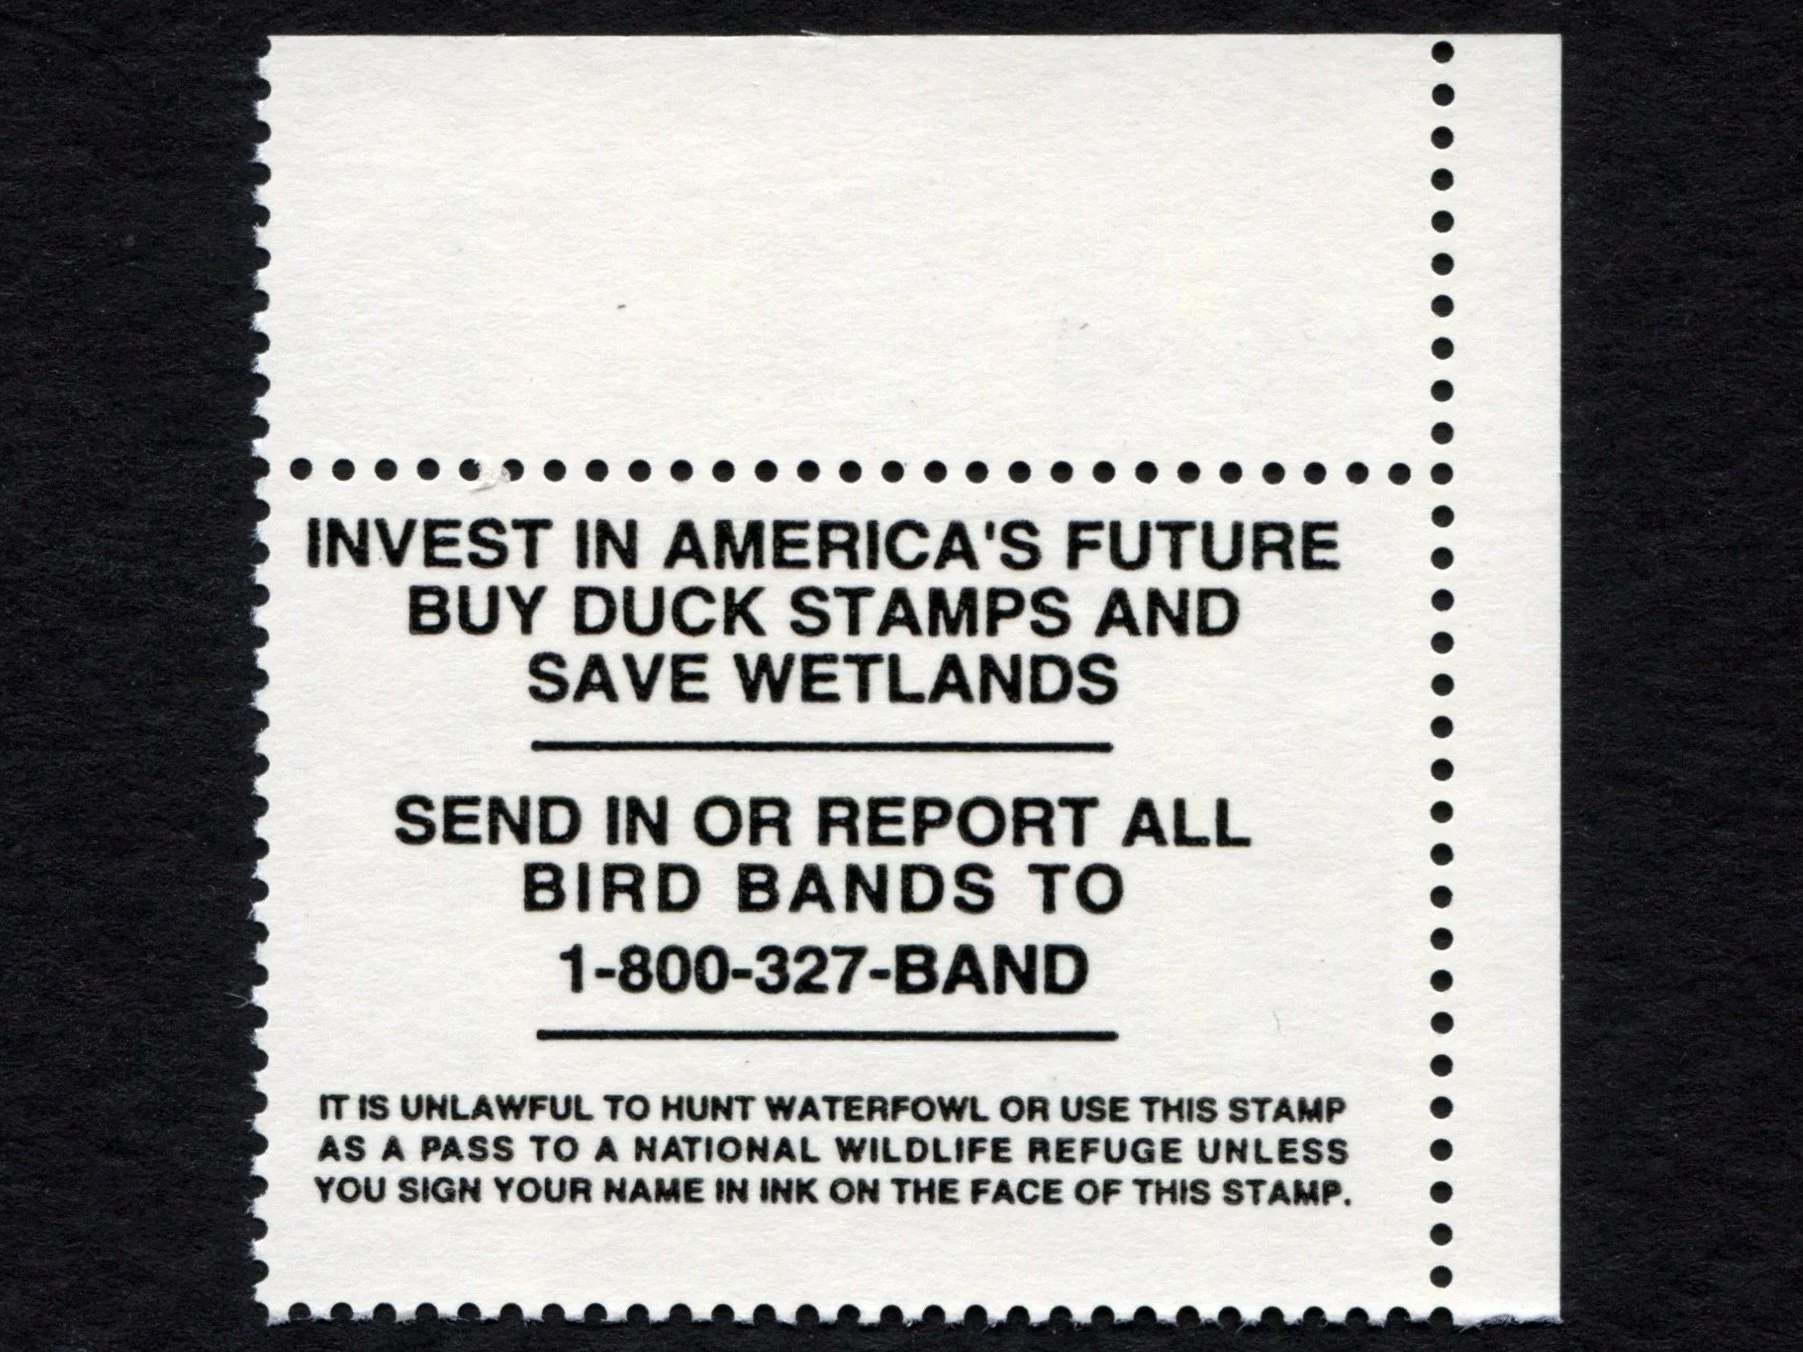 INVEST IN AMERICA'S FUTURE
BUY DUCK STAMPS AND
SAVE WETLANDS
SEND IN OR REPORT ALL
BIRD BANDS TO
1-800-327-BAND
IT IS UNLAWFUL TO HUNT WATERFOWL OR USE THIS STAMP
AS A PASS TO A NATIONAL WILDLIFE REFUGE UNLESS
YOU SIGN YOUR NAME IN INK ON THE FACE OF THIS STAMP.